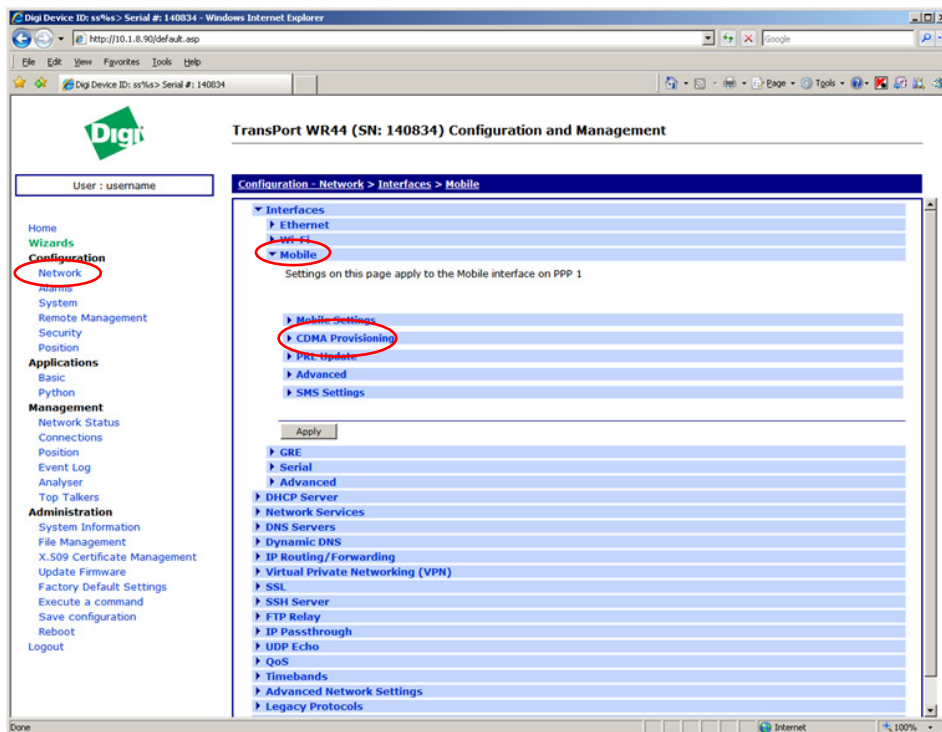 Digi Device ID: ss%s> Serial #: 140834 - Windows Internet Explorer
http://10.1.8.90/default.asp
Google
File Edit View Favorites Tools Help
Digi Device ID: ss%s> Serial #: 140834
Page Tools
Digi
TransPort WR44 (SN: 140834) Configuration and Management
User : username
Configuration - Network > Interfaces > Mobile
Home
Wizards
Configuration
Network
Alarms
System
Remote Management
Security
Position
Applications
Basic
Python
Management
Network Status
Connections
Position
Event Log
Analyser
Top Talkers
Administration
System Information
File Management
X.509 Certificate Management
Update Firmware
Factory Default Settings
Execute a command
Save configuration
Reboot
Logout
Interfaces
Ethernet
Wi-Fi
Mobile
Settings on this page apply to the Mobile interface on PPP 1
Mobile Settings
CDMA Provisioning
PRL Update
Advanced
SMS Settings
Apply
GRE
Serial
Advanced
DHCP Server
Network Services
DNS Servers
Dynamic DNS
IP Routing/Forwarding
Virtual Private Networking (VPN)
SSL
SSH Server
FTP Relay
IP Passthrough
UDP Echo
QoS
Timebands
Advanced Network Settings
Legacy Protocols
Done
Internet
100%